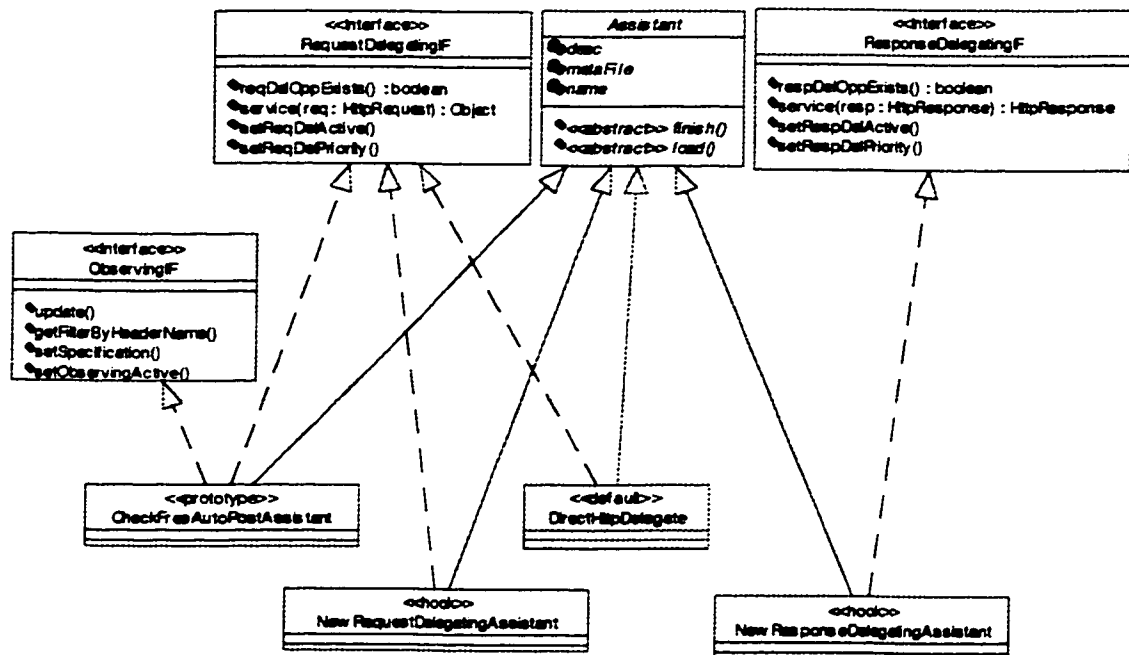 <<Interface>>
RequestDelegatingIF
reqDelOppExists() : boolean
service(req : HttpRequest) : Object
setReqDelActive()
setReqDelPriority()
Assistant
desc
metaFile
name
<<abstract>> finish()
<<abstract>> load()
<<Interface>>
ResponseDelegatingIF
respDelOppExists() : boolean
service(resp : HttpResponse) : HttpResponse
setRespDelActive()
setRespDelPriority()
<<Interface>>
ObservingIF
update()
getFilterByHeaderName()
setSpecification()
setObservingActive()
<<prototype>>
CheckFreeAutoPostAssistant
<<default>>
DirectHttpDelegate
<<hook>>
New RequestDelegatingAssistant
<<hook>>
New ResponseDelegatingAssistant